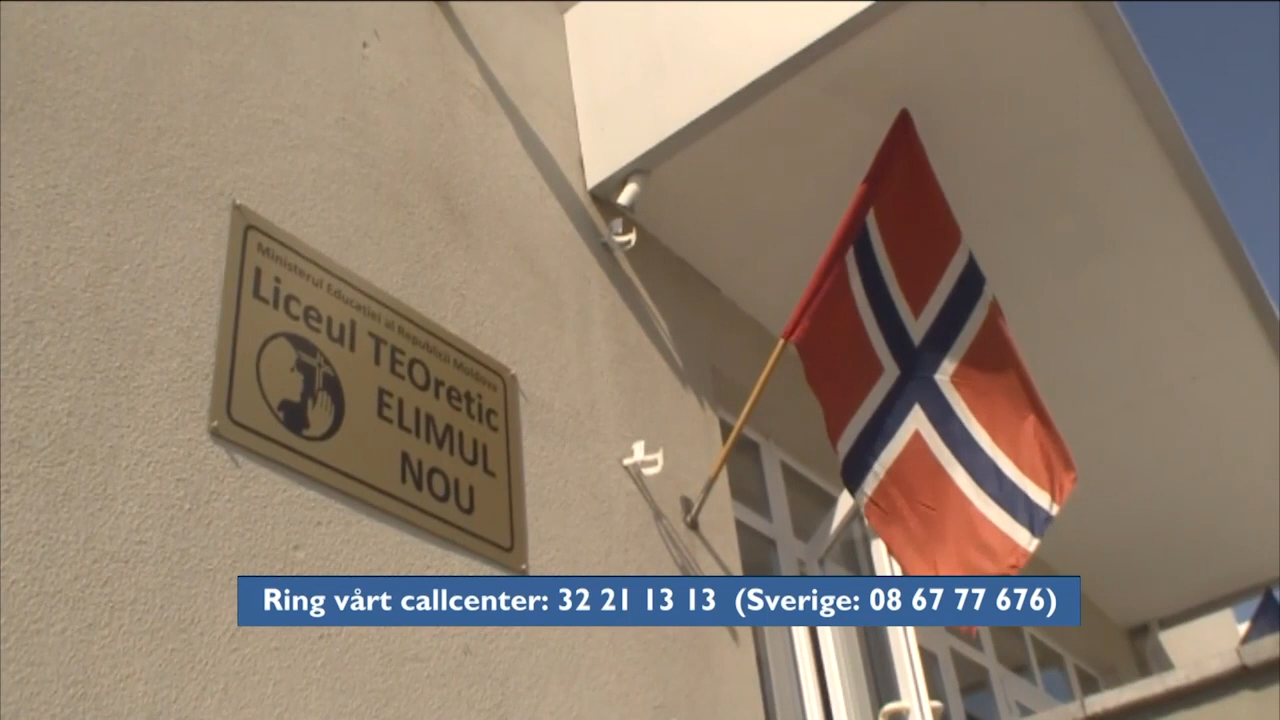 Ministerul Educației al Republicii Moldova
Liceul TEOretic
ELIMUL
NOU
Ring vårt callcenter: 32 21 13 13 (Sverige: 08 67 77 676)